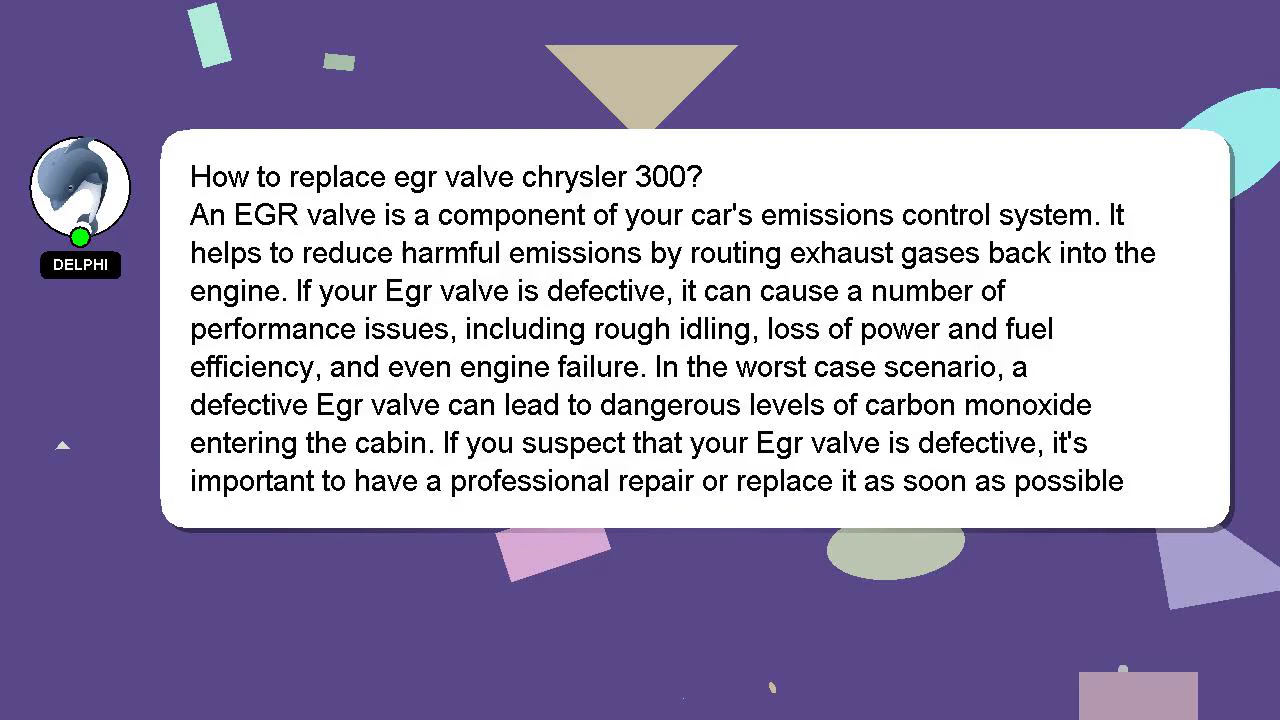 How to replace egr valve chrysler 300?
An EGR valve is a component of your car's emissions control system. It
helps to reduce harmful emissions by routing exhaust gases back into the
engine. If your Egr valve is defective, it can cause a number of
performance issues, including rough idling, loss of power and fuel
efficiency, and even engine failure. In the worst case scenario, a
defective Egr valve can lead to dangerous levels of carbon monoxide
entering the cabin. If you suspect that your Egr valve is defective, it's
important to have a professional repair or replace it as soon as possible
DELPHI